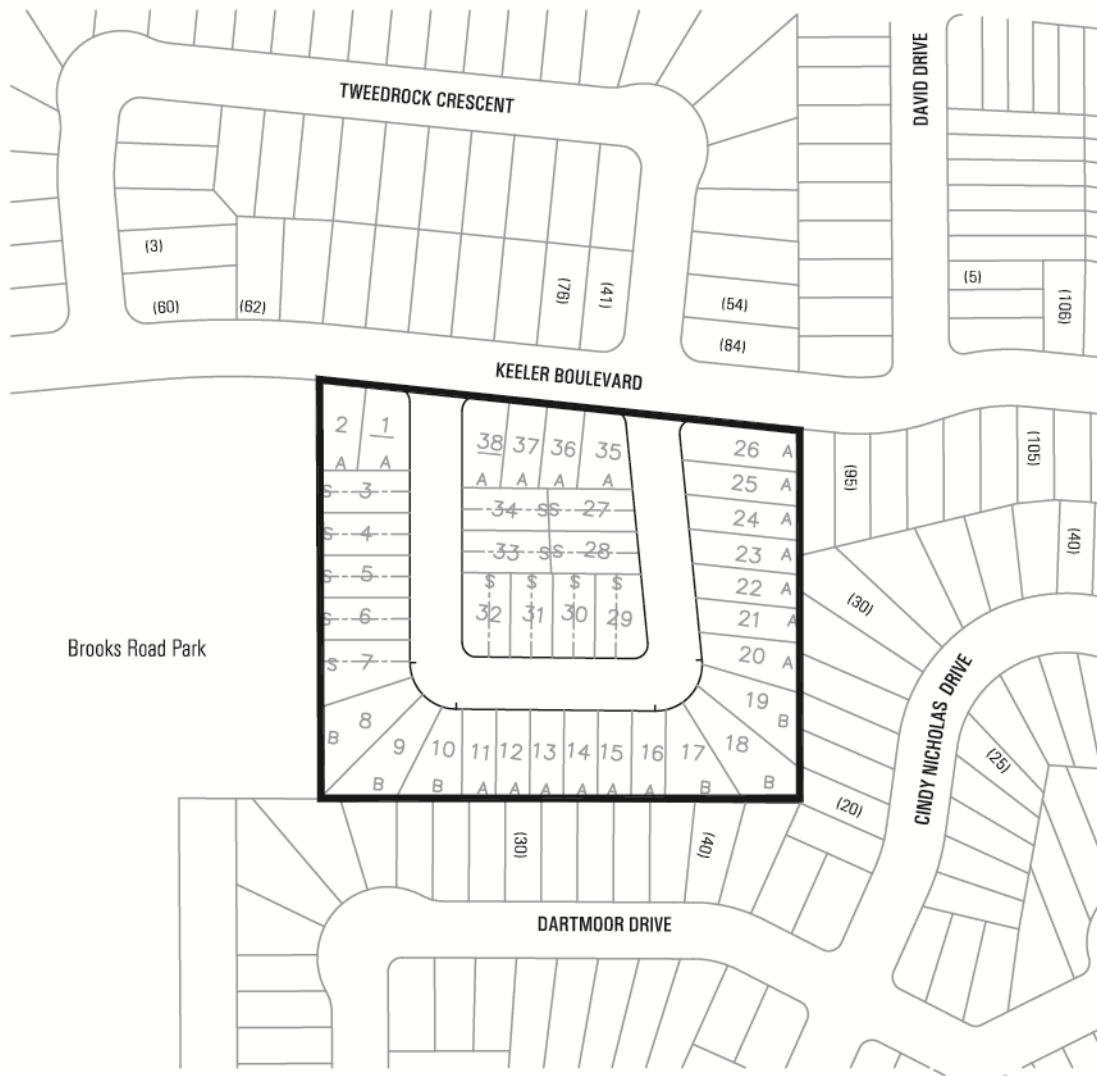 TWEEDROCK CRESCENT
DAVID DRIVE
(3)
(60)
(62)
(76)
(41)
(54)
(84)
(5)
(106)
KEELER BOULEVARD
2
1
A
A
38
37
36
35
A
A
A
A
26 A
25 A
24 A
23 A
22 A
21 A
20 A
19
B
18
B
17
B
S 3
S 4
S 5
S 6
S 7
34 S
S 27
33 S
S 28
S
S
S
S
32
31
30
29
8
B
9
B
10
B
11
A
12
A
13
A
14
A
15
A
16
A
(95)
(105)
(40)
(30)
Brooks Road Park
CINDY NICHOLAS DRIVE
(25)
(20)
(30)
(40)
DARTMOOR DRIVE